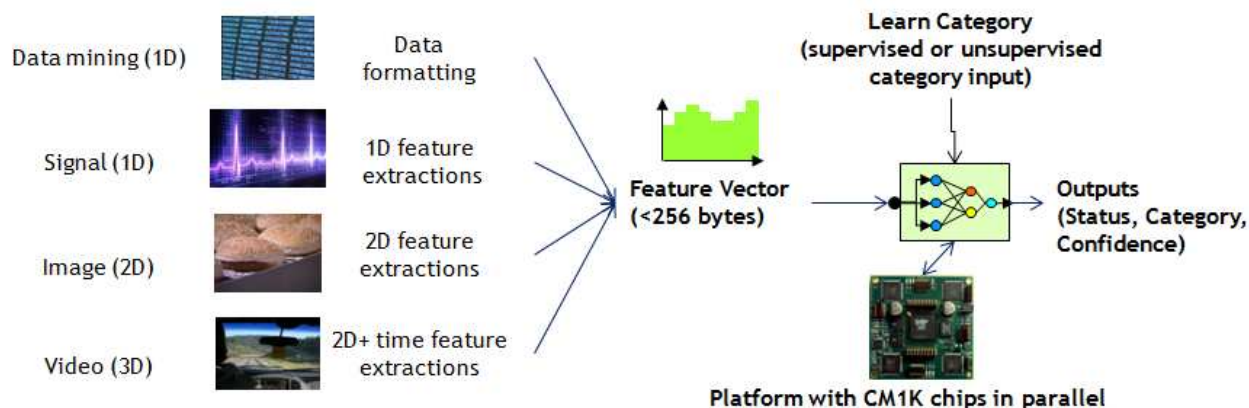 Data mining (1D)
Data
formatting
Signal (1D)
1D feature
extractions
Image (2D)
2D feature
extractions
Video (3D)
2D+ time feature
extractions
Feature Vector
(<256 bytes)
Learn Category
(supervised or unsupervised
category input)
Outputs
(Status, Category,
Confidence)
Platform with CM1K chips in parallel